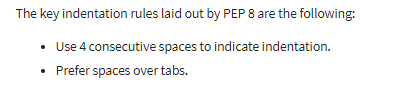 The key indentation rules laid out by PEP 8 are the following:
• Use 4 consecutive spaces to indicate indentation.
• Prefer spaces over tabs.